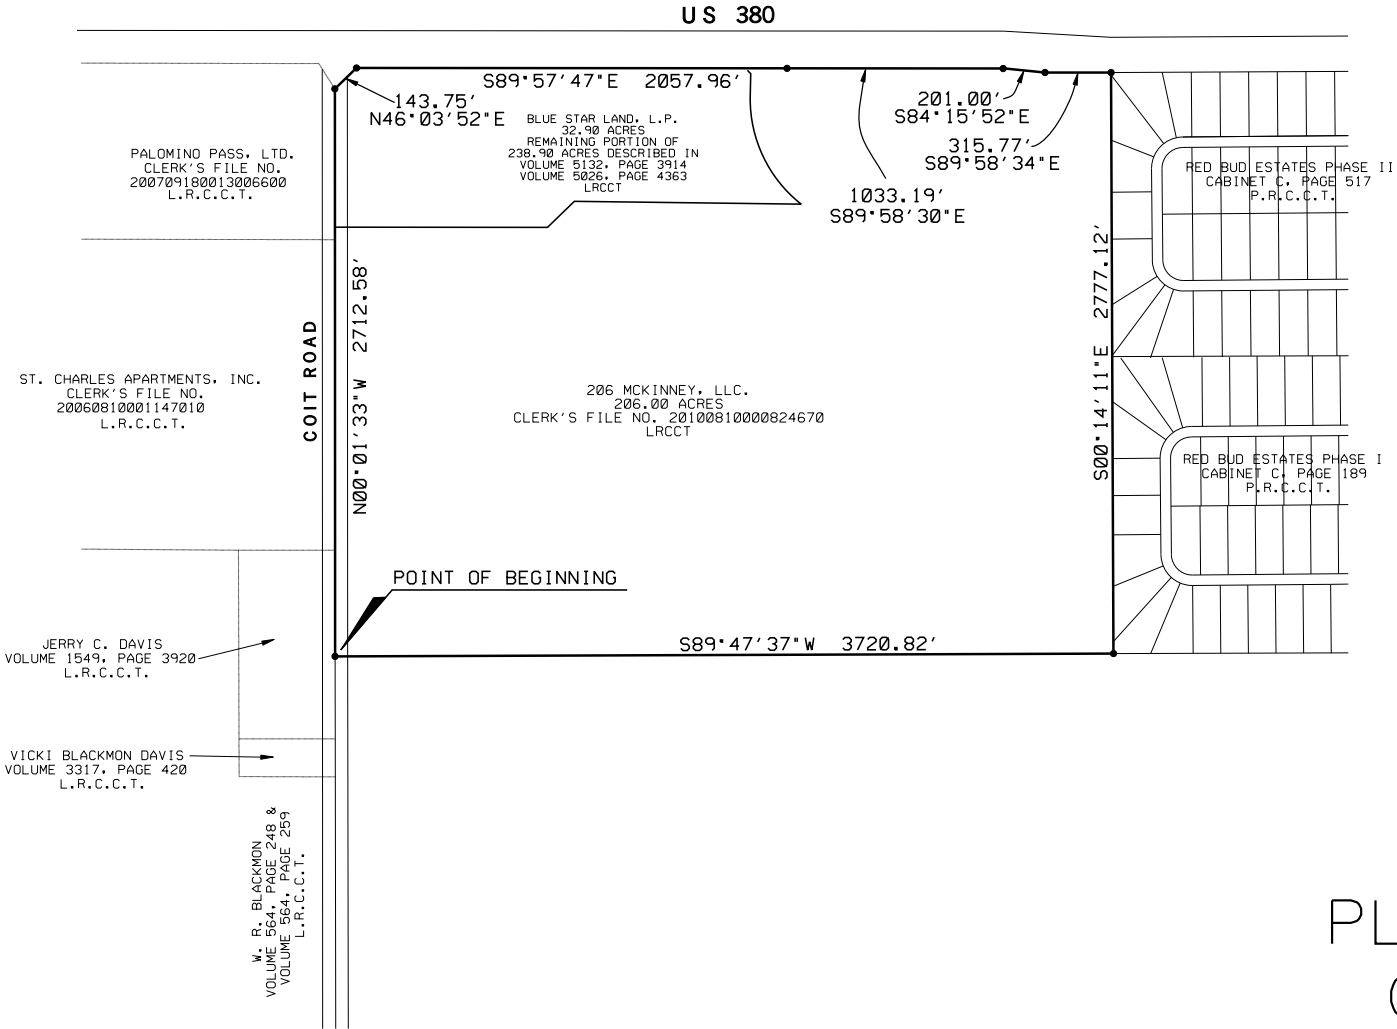 US 380
S89°57'47"E 2057.96'
143.75'
N46°03'52"E
201.00'
S84°15'52"E
315.77'
S89°58'34"E
1033.19'
S89°58'30"E
BLUE STAR LAND, L.P.
32.90 ACRES
REMAINING PORTION OF
238.90 ACRES DESCRIBED IN
VOLUME 5132, PAGE 3914
VOLUME 5026, PAGE 4363
LRCCT
PALOMINO PASS, LTD.
CLERK'S FILE NO.
200709180013006600
L.R.C.C.T.
RED BUD ESTATES PHASE II
CABINET C, PAGE 517
P.R.C.C.T.
N00°01'33"W 2712.58'
COIT ROAD
S00°14'11"E 2777.12'
ST. CHARLES APARTMENTS, INC.
CLERK'S FILE NO.
20060810001147010
L.R.C.C.T.
206 MCKINNEY, LLC.
206.00 ACRES
CLERK'S FILE NO. 20100810000824670
LRCCT
RED BUD ESTATES PHASE I
CABINET C, PAGE 189
P.R.C.C.T.
POINT OF BEGINNING
S89°47'37"W 3720.82'
JERRY C. DAVIS
VOLUME 1549, PAGE 3920
L.R.C.C.T.
VICKI BLACKMON DAVIS
VOLUME 3317, PAGE 420
L.R.C.C.T.
W. R. BLACKMON
VOLUME 564, PAGE 248 &
VOLUME 564, PAGE 259
L.R.C.C.T.
PL